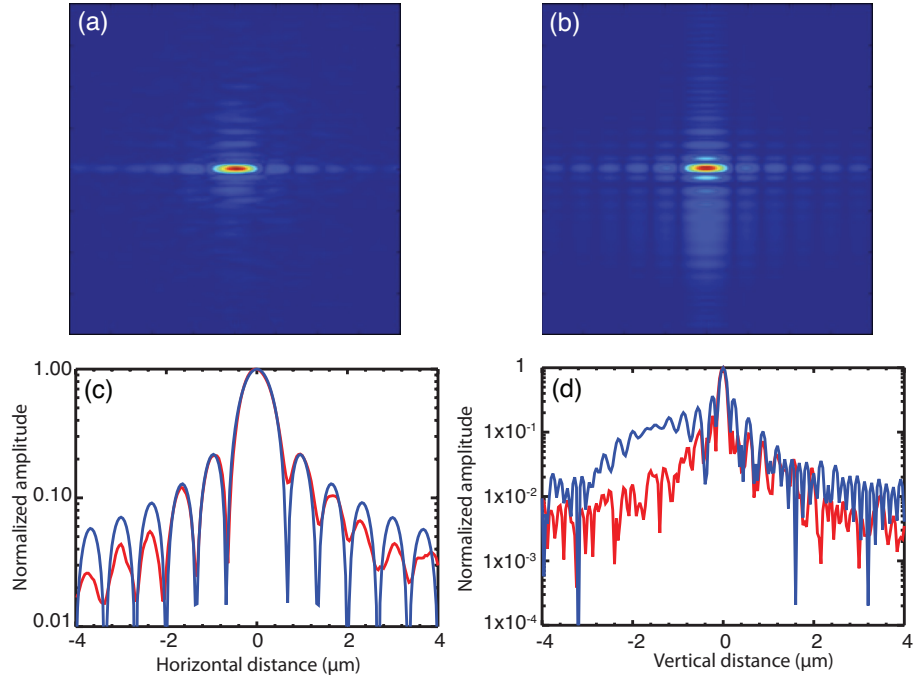 (a)
(b)
(c)
1.00
0.10
0.01
-4
-2
0
2
4
Normalized amplitude
Horizontal distance (μm)
(d)
1
1x10⁻¹
1x10⁻²
1x10⁻³
1x10⁻⁴
-4
-2
0
2
4
Normalized amplitude
Vertical distance (μm)